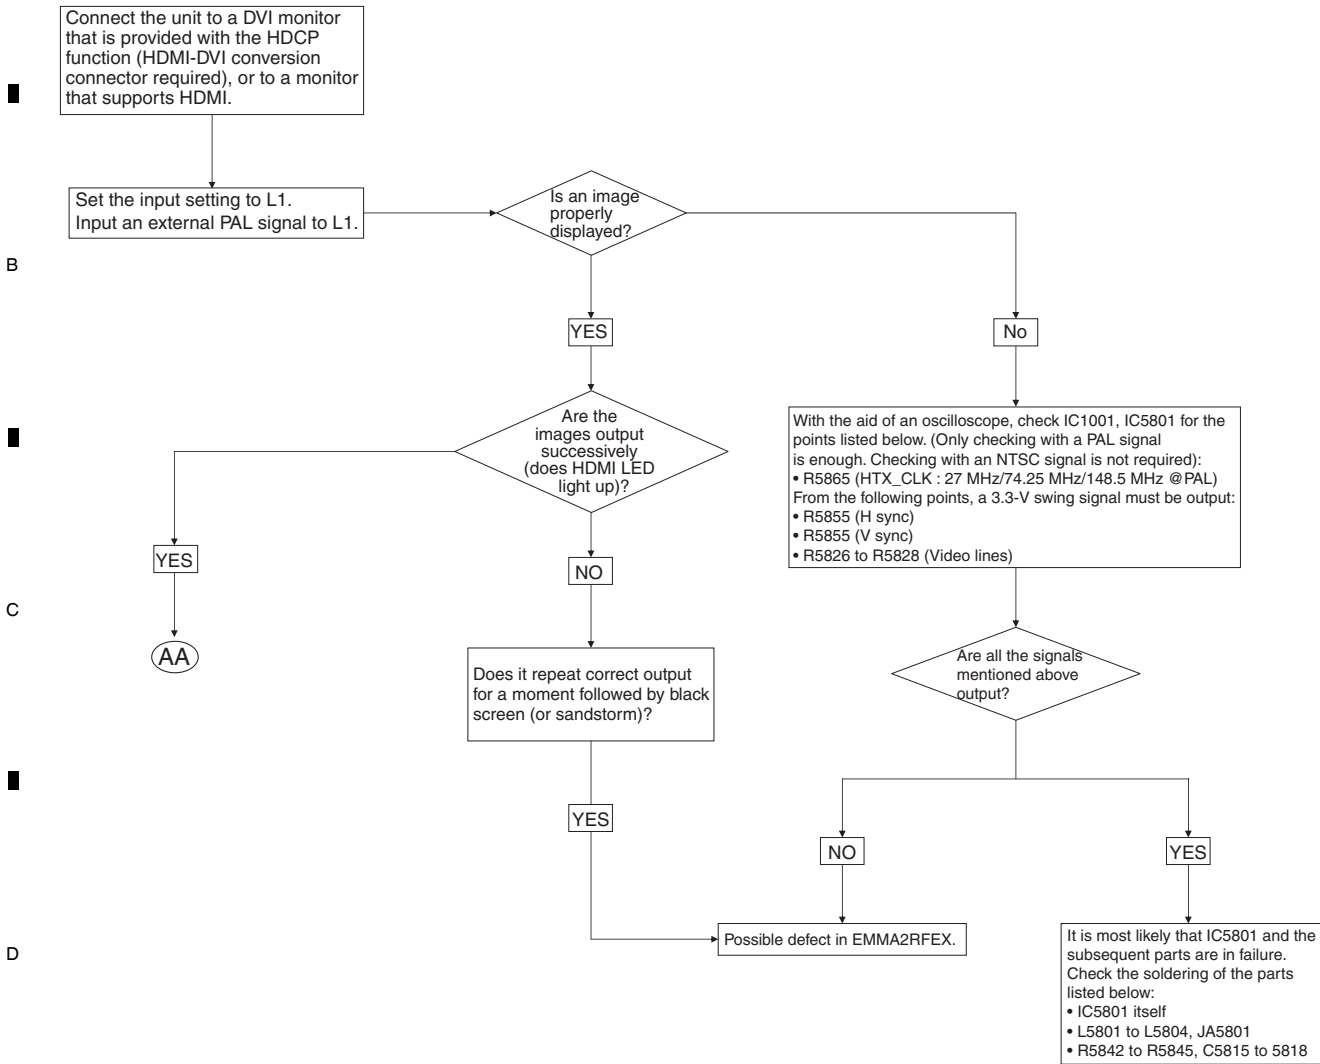 Connect the unit to a DVI monitor
that is provided with the HDCP
function (HDMI-DVI conversion
connector required), or to a monitor
that supports HDMI.
Set the input setting to L1.
Input an external PAL signal to L1.
Is an image
properly
displayed?
B
YES
No
Are the
images output
successively
(does HDMI LED
light up)?
With the aid of an oscilloscope, check IC1001, IC5801 for the
points listed below. (Only checking with a PAL signal
is enough. Checking with an NTSC signal is not required):
• R5865 (HTX_CLK : 27 MHz/74.25 MHz/148.5 MHz @PAL)
From the following points, a 3.3-V swing signal must be output:
• R5855 (H sync)
• R5855 (V sync)
• R5826 to R5828 (Video lines)
YES
NO
C
AA
Does it repeat correct output
for a moment followed by black
screen (or sandstorm)?
Are all the signals
mentioned above
output?
YES
NO
YES
D
Possible defect in EMMA2RFEX.
It is most likely that IC5801 and the
subsequent parts are in failure.
Check the soldering of the parts
listed below:
• IC5801 itself
• L5801 to L5804, JA5801
• R5842 to R5845, C5815 to 5818